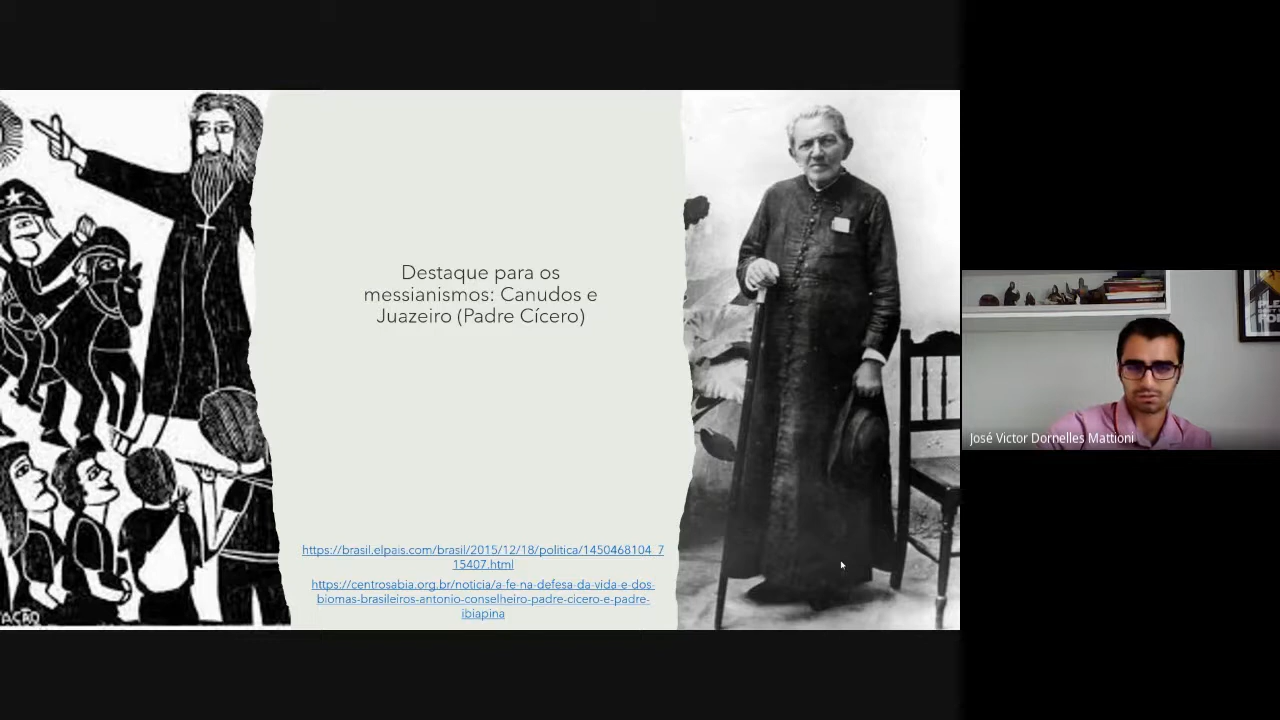 Destaque para os
messianismos: Canudos e
Juazeiro (Padre Cícero)
https://brasil.elpais.com/brasil/2015/12/18/politica/1450468104_7
15407.html
https://centrosabia.org.br/noticia/a-fe-na-defesa-da-vida-e-dos-
biomas-brasileiros-antonio-conselheiro-padre-cicero-e-padre-
ibiapina
José Victor Dornelles Mattioni